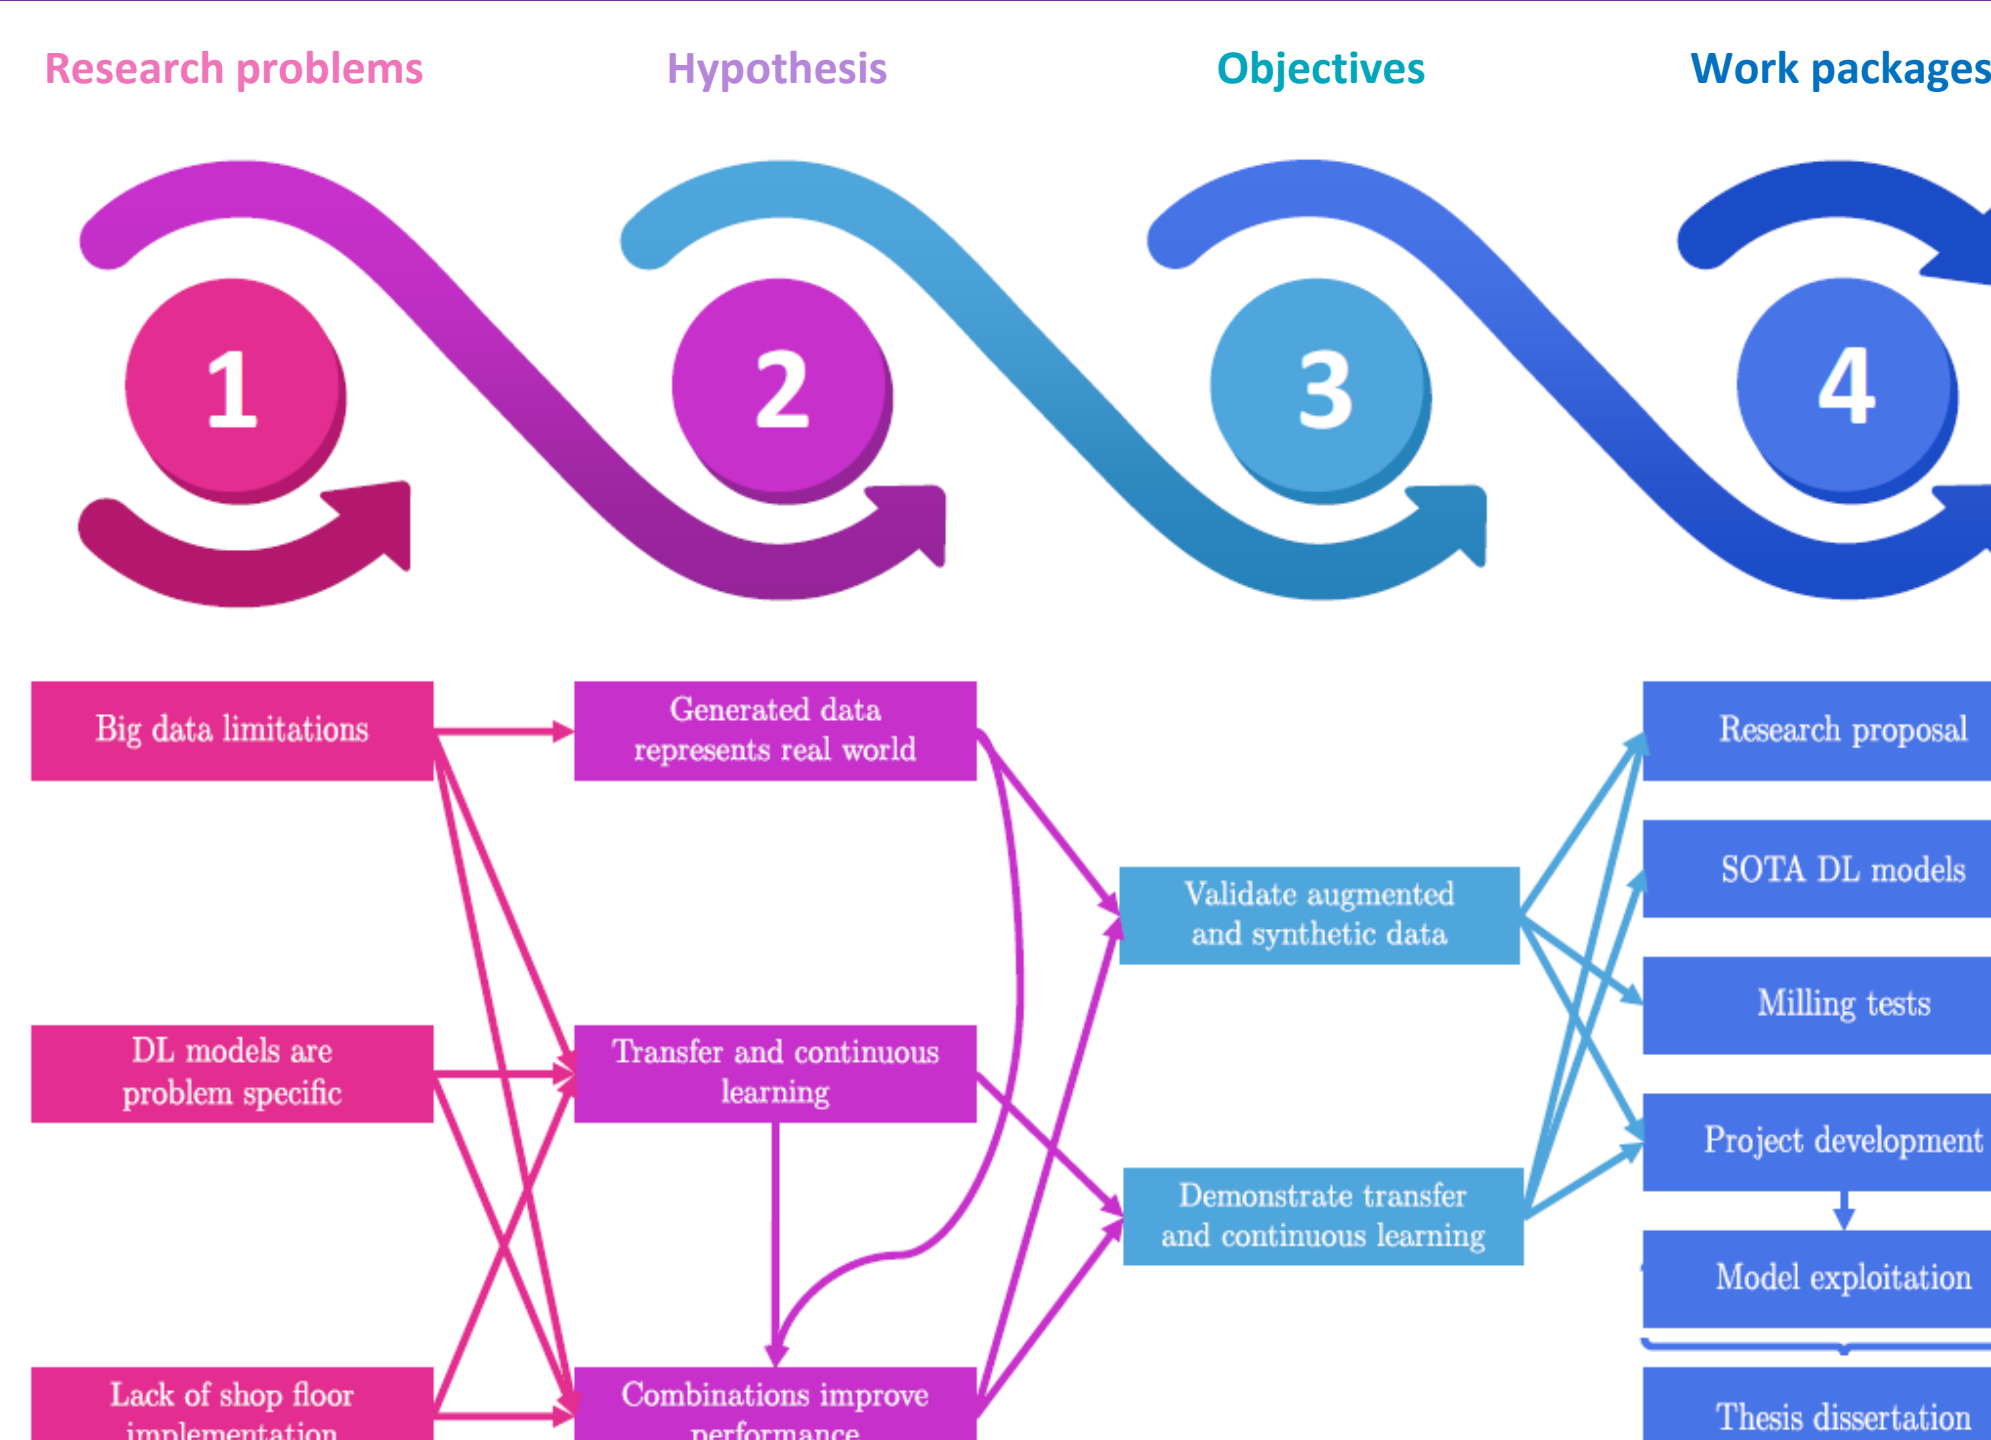 Research problems
Hypothesis
Objectives
Work packages
1
2
3
4
Big data limitations
DL models are
problem specific
Lack of shop floor
implementation
Generated data
represents real world
Transfer and continuous
learning
Combinations improve
performance
Validate augmented
and synthetic data
Demonstrate transfer
and continuous learning
Research proposal
SOTA DL models
Milling tests
Project development
Model exploitation
Thesis dissertation